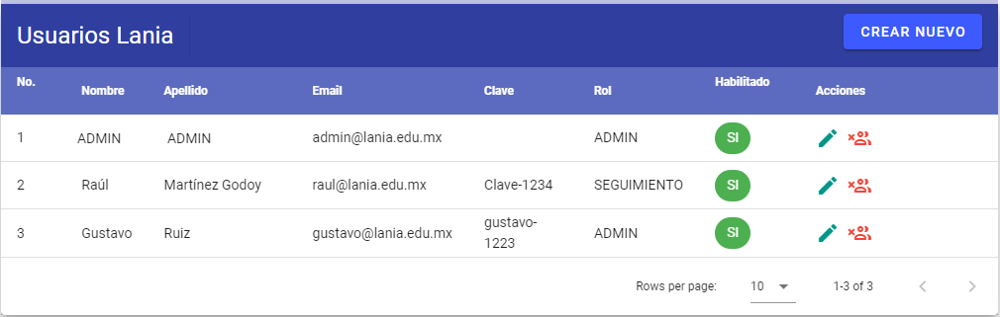 Usuarios Lania
CREAR NUEVO
No. Nombre Apellido Email Clave Rol Habilitado Acciones
1 ADMIN ADMIN admin@lania.edu.mx ADMIN SI
2 Raúl Martínez Godoy raul@lania.edu.mx Clave-1234 SEGUIMIENTO SI
3 Gustavo Ruiz gustavo@lania.edu.mx gustavo-1223 ADMIN SI
Rows per page: 10 1-3 of 3